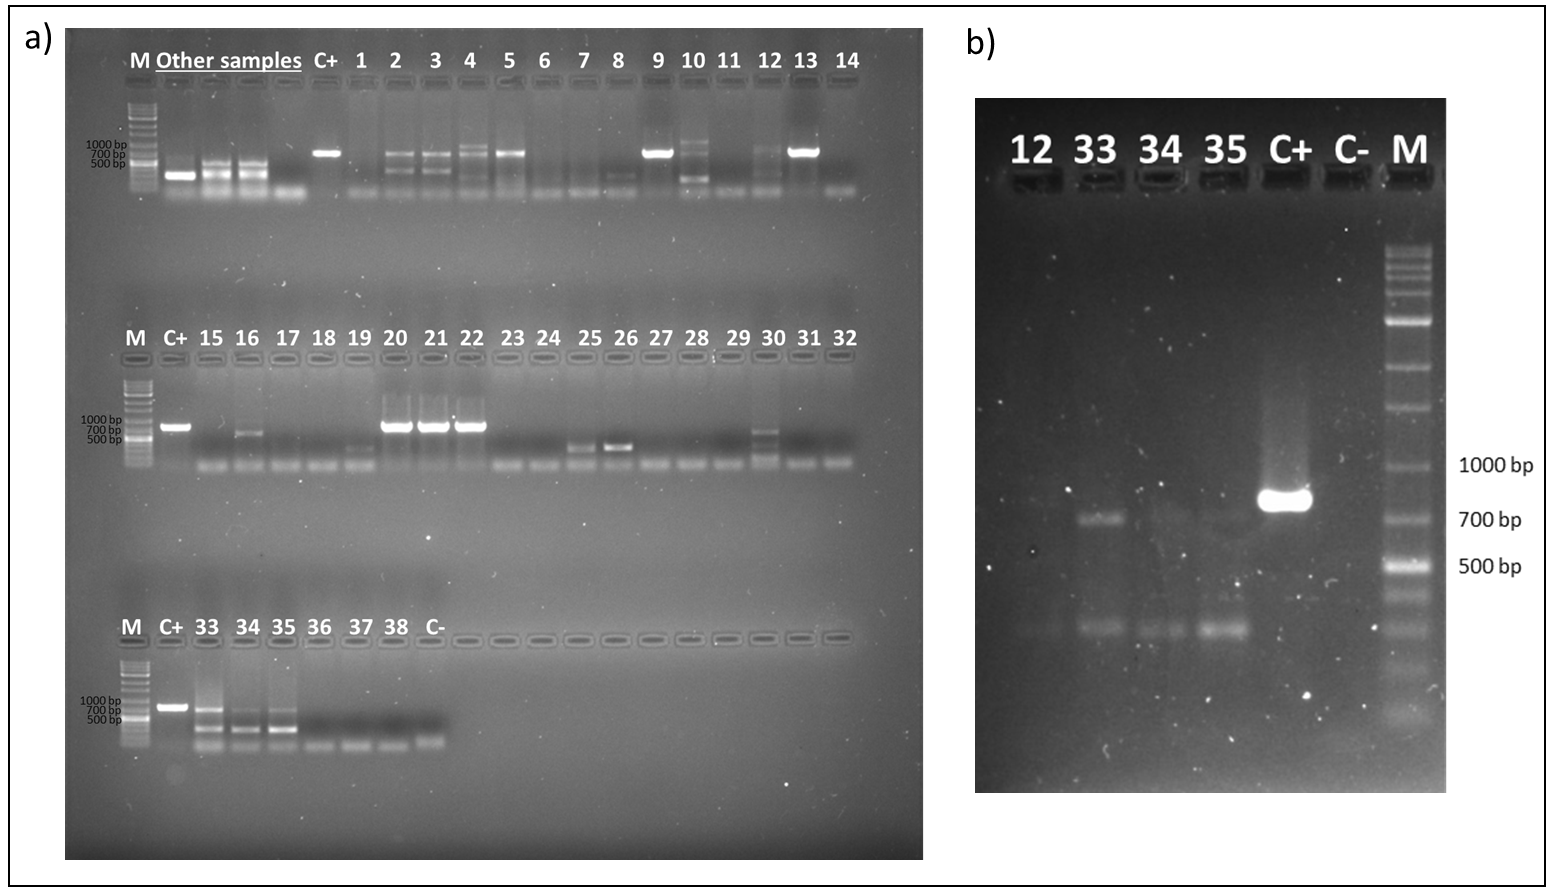 a)
M Other samples C+ 1 2 3 4 5 6 7 8 9 10 11 12 13 14
1000 bp
700 bp
500 bp
M C+ 15 16 17 18 19 20 21 22 23 24 25 26 27 28 29 30 31 32
1000 bp
700 bp
500 bp
M C+ 33 34 35 36 37 38 C-
1000 bp
700 bp
500 bp
b)
12 33 34 35 C+ C- M
1000 bp
700 bp
500 bp